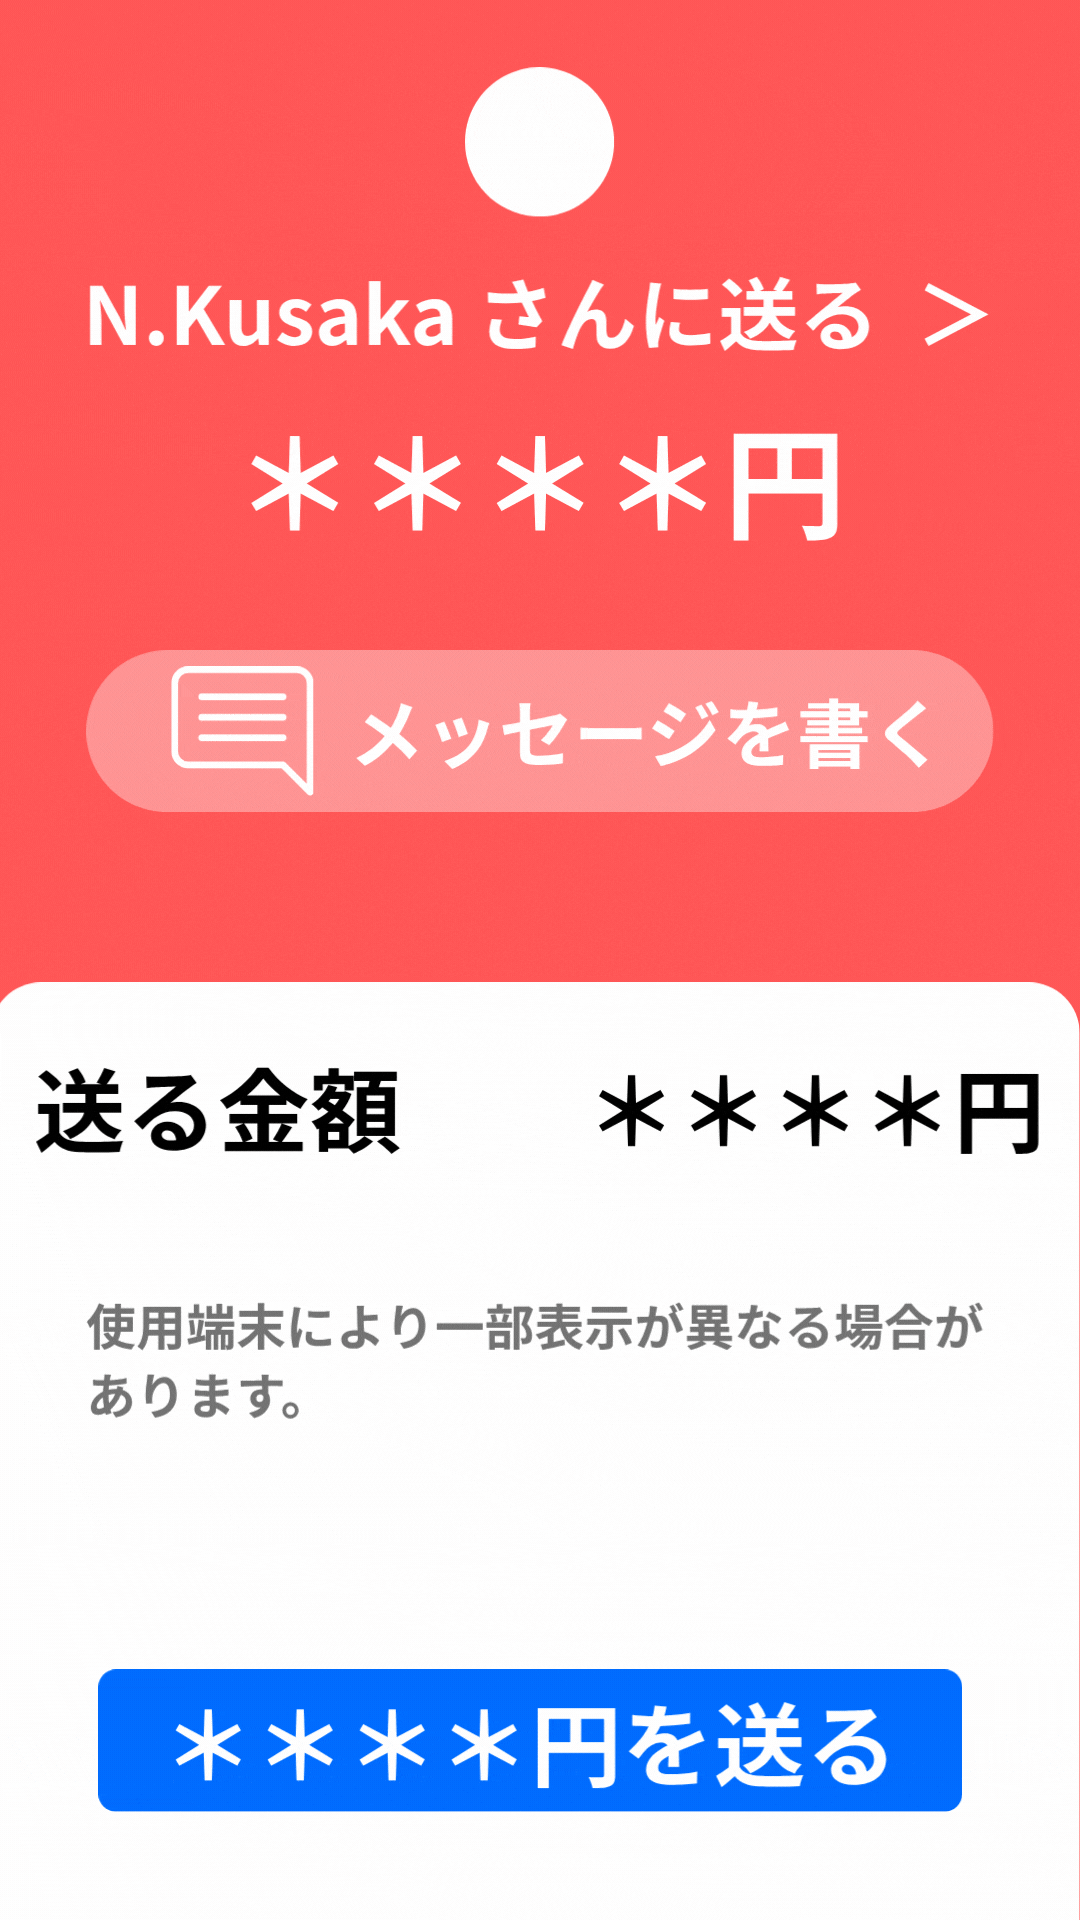 N.Kusaka さんに送る ＞
＊＊＊＊円
メッセージを書く
送る金額 ＊＊＊＊円
使用端末により一部表示が異なる場合が
あります。
＊＊＊＊円を送る